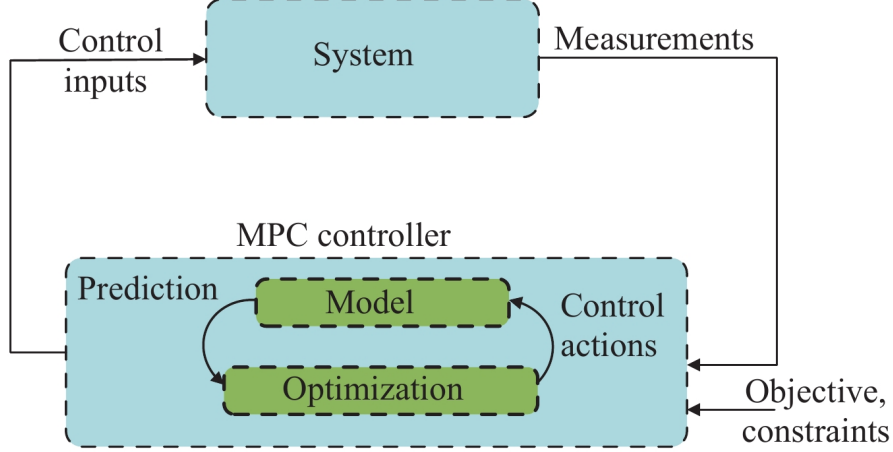 Control
inputs
System
Measurements
MPC controller
Prediction
Model
Control
actions
Optimization
Objective,
constraints